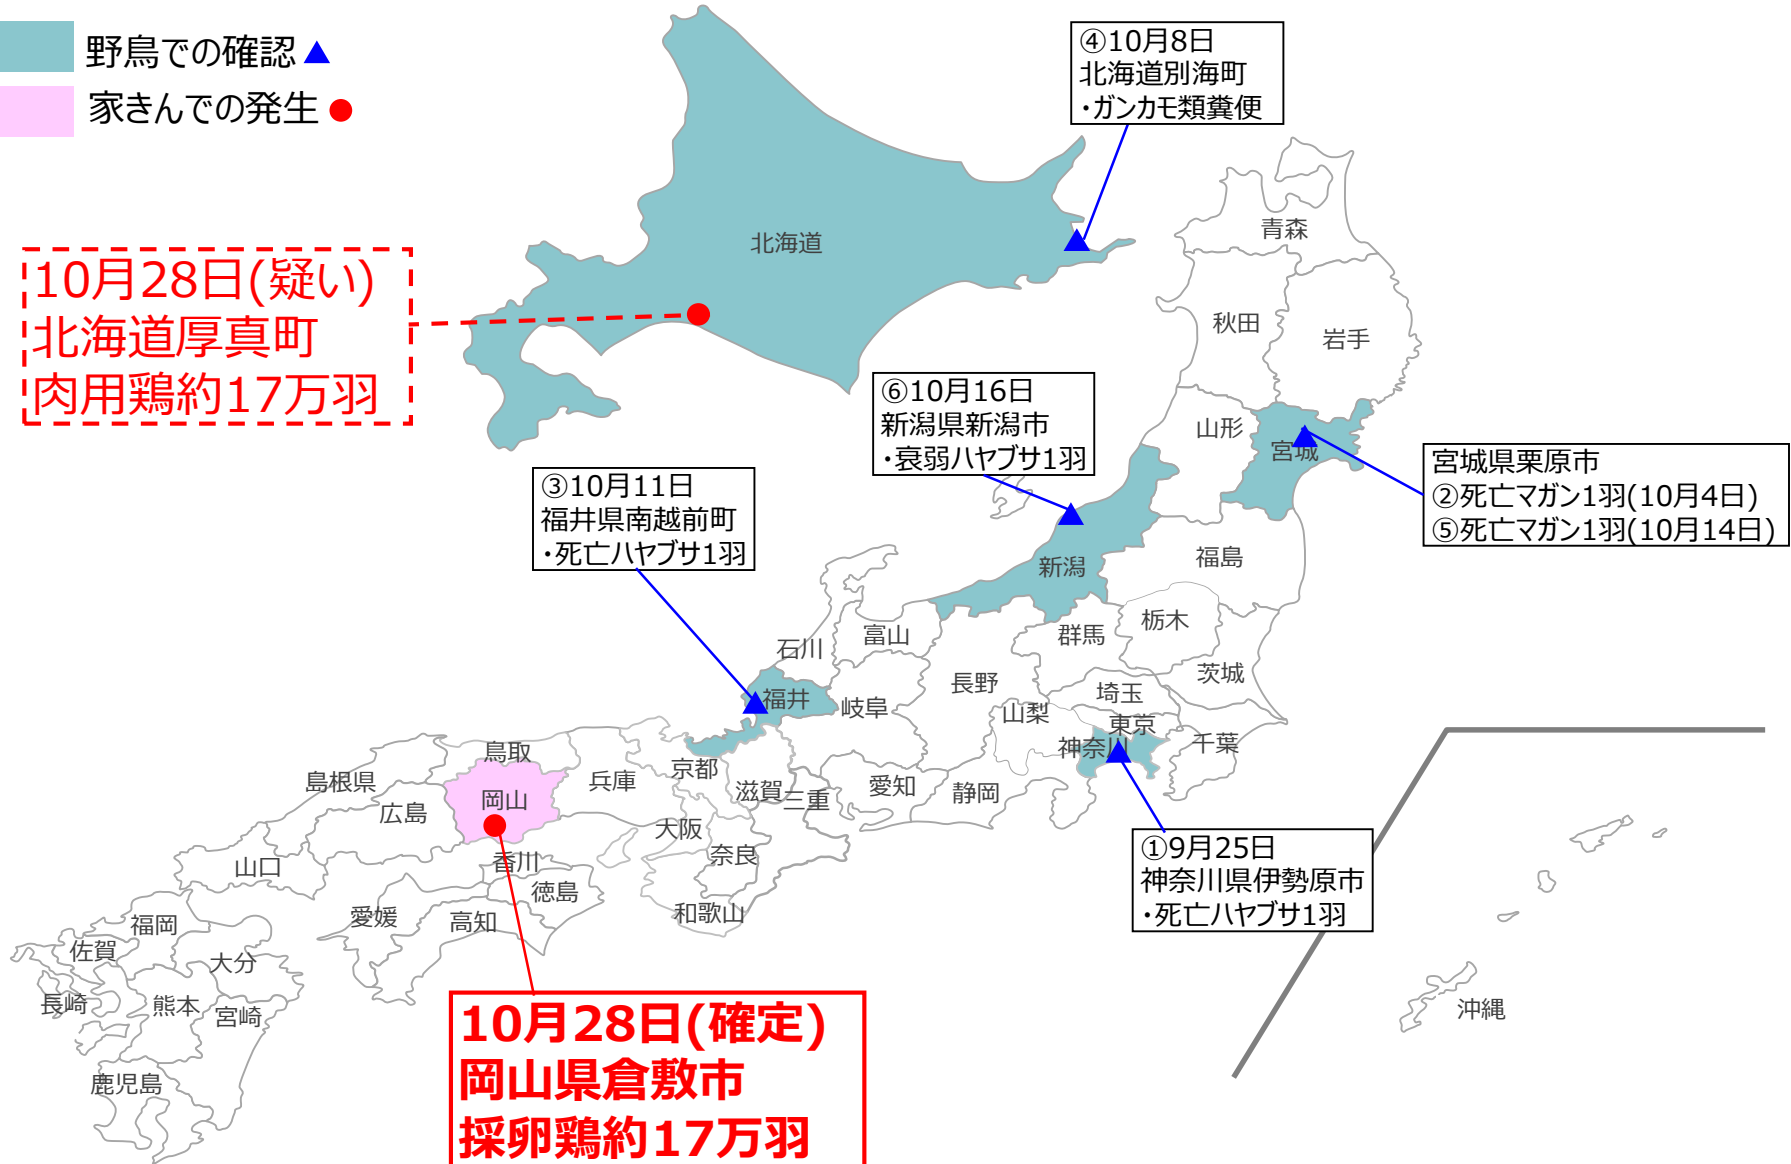 野鳥での確認▲
家きんでの発生●
④10月8日
北海道別海町
・ガンカモ類糞便
10月28日(疑い)
北海道厚真町
肉用鶏約17万羽
⑥10月16日
新潟県新潟市
・衰弱ハヤブサ1羽
宮城県栗原市
②死亡マガン1羽(10月4日)
⑤死亡マガン1羽(10月14日)
③10月11日
福井県南越前町
・死亡ハヤブサ1羽
①9月25日
神奈川県伊勢原市
・死亡ハヤブサ1羽
10月28日(確定)
岡山県倉敷市
採卵鶏約17万羽
北海道
青森
秋田
岩手
山形
宮城
新潟
福島
石川
富山
群馬
栃木
茨城
福井
岐阜
長野
埼玉
山梨
東京
神奈川
千葉
鳥取
島根県
岡山
兵庫
京都
滋賀
三重
愛知
静岡
広島
大阪
奈良
山口
香川
徳島
和歌山
愛媛
高知
福岡
佐賀
大分
長崎
熊本
宮崎
鹿児島
沖縄